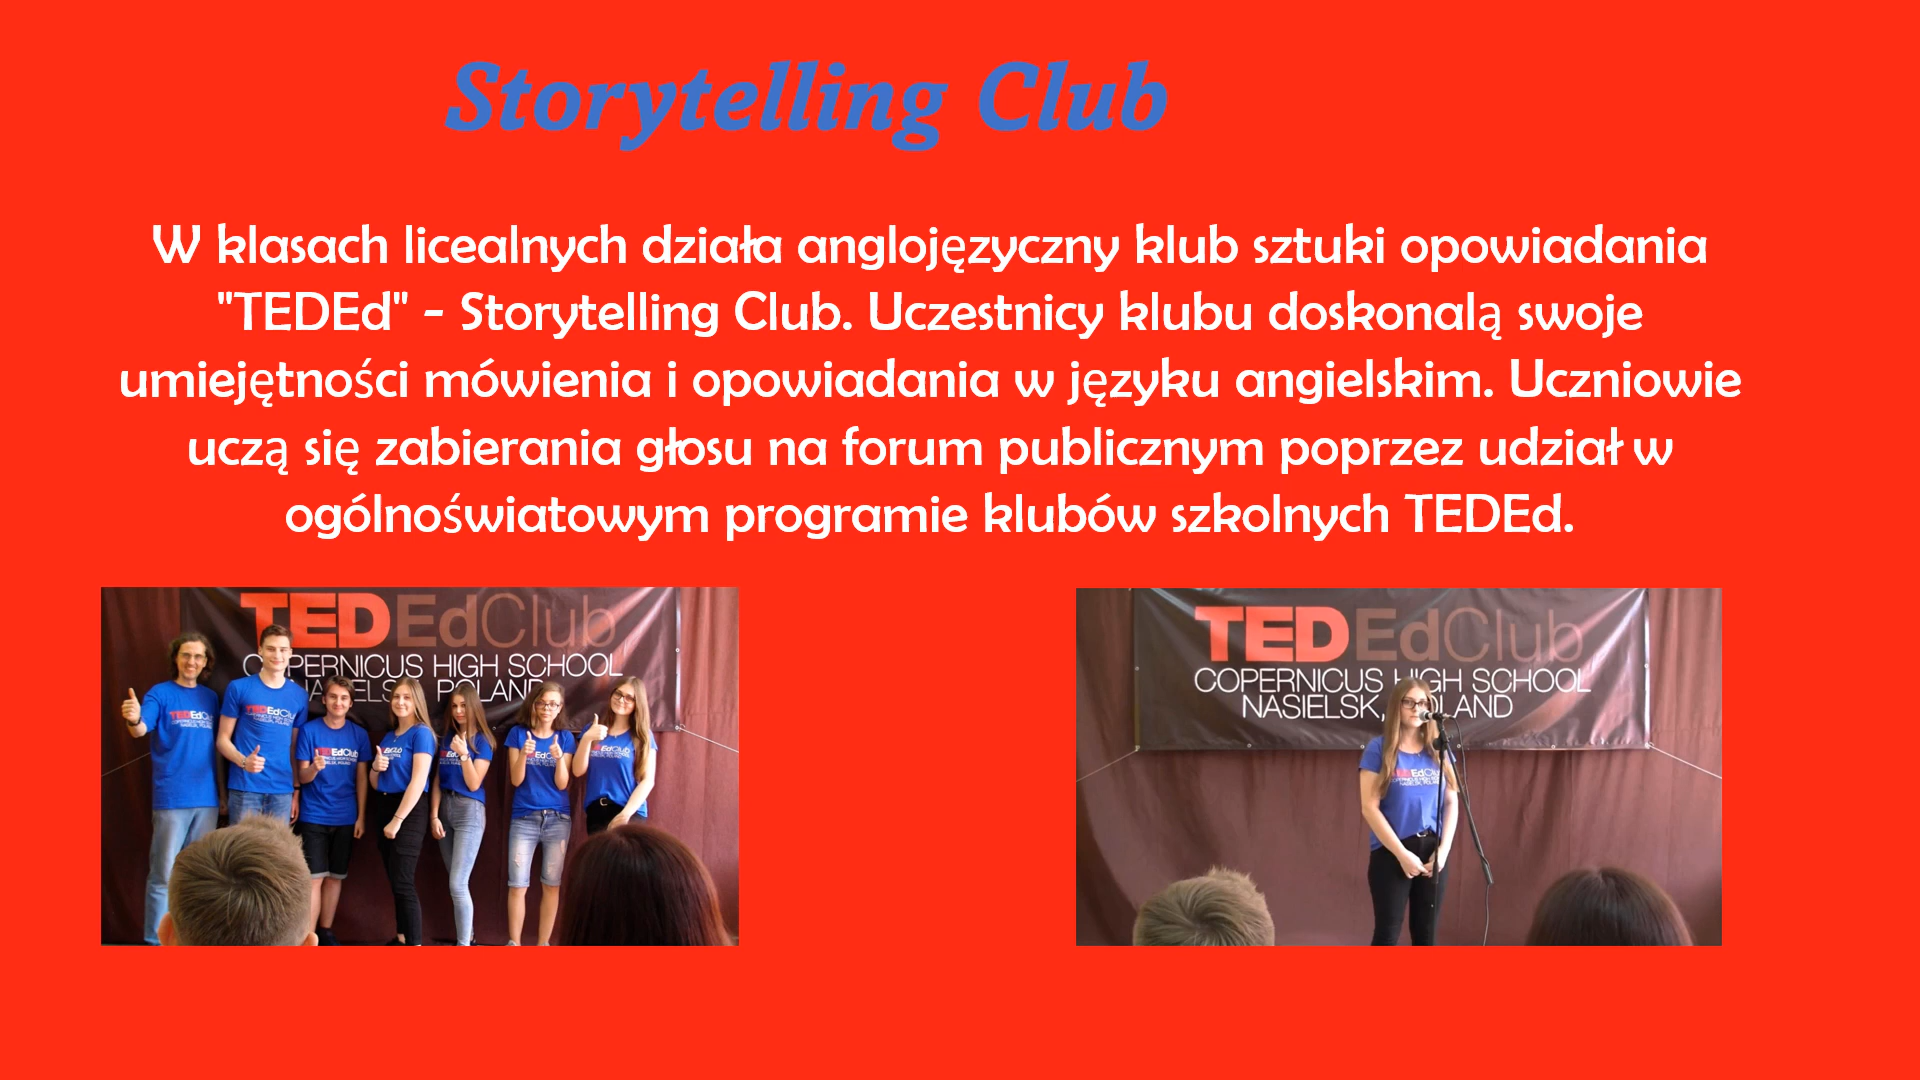 Storytelling Club
W klasach licealnych działa anglojęzyczny klub sztuki opowiadania
"TEDEd" - Storytelling Club. Uczestnicy klubu doskonalą swoje
umiejętności mówienia i opowiadania w języku angielskim. Uczniowie
uczą się zabierania głosu na forum publicznym poprzez udział w
ogólnoświatowym programie klubów szkolnych TEDEd.
TEDEdClub
COPERNICUS HIGH SCHOOL
POLAND
TEDEdClub
COPERNICUS HIGH SCHOOL
NASIELSK, POLAND